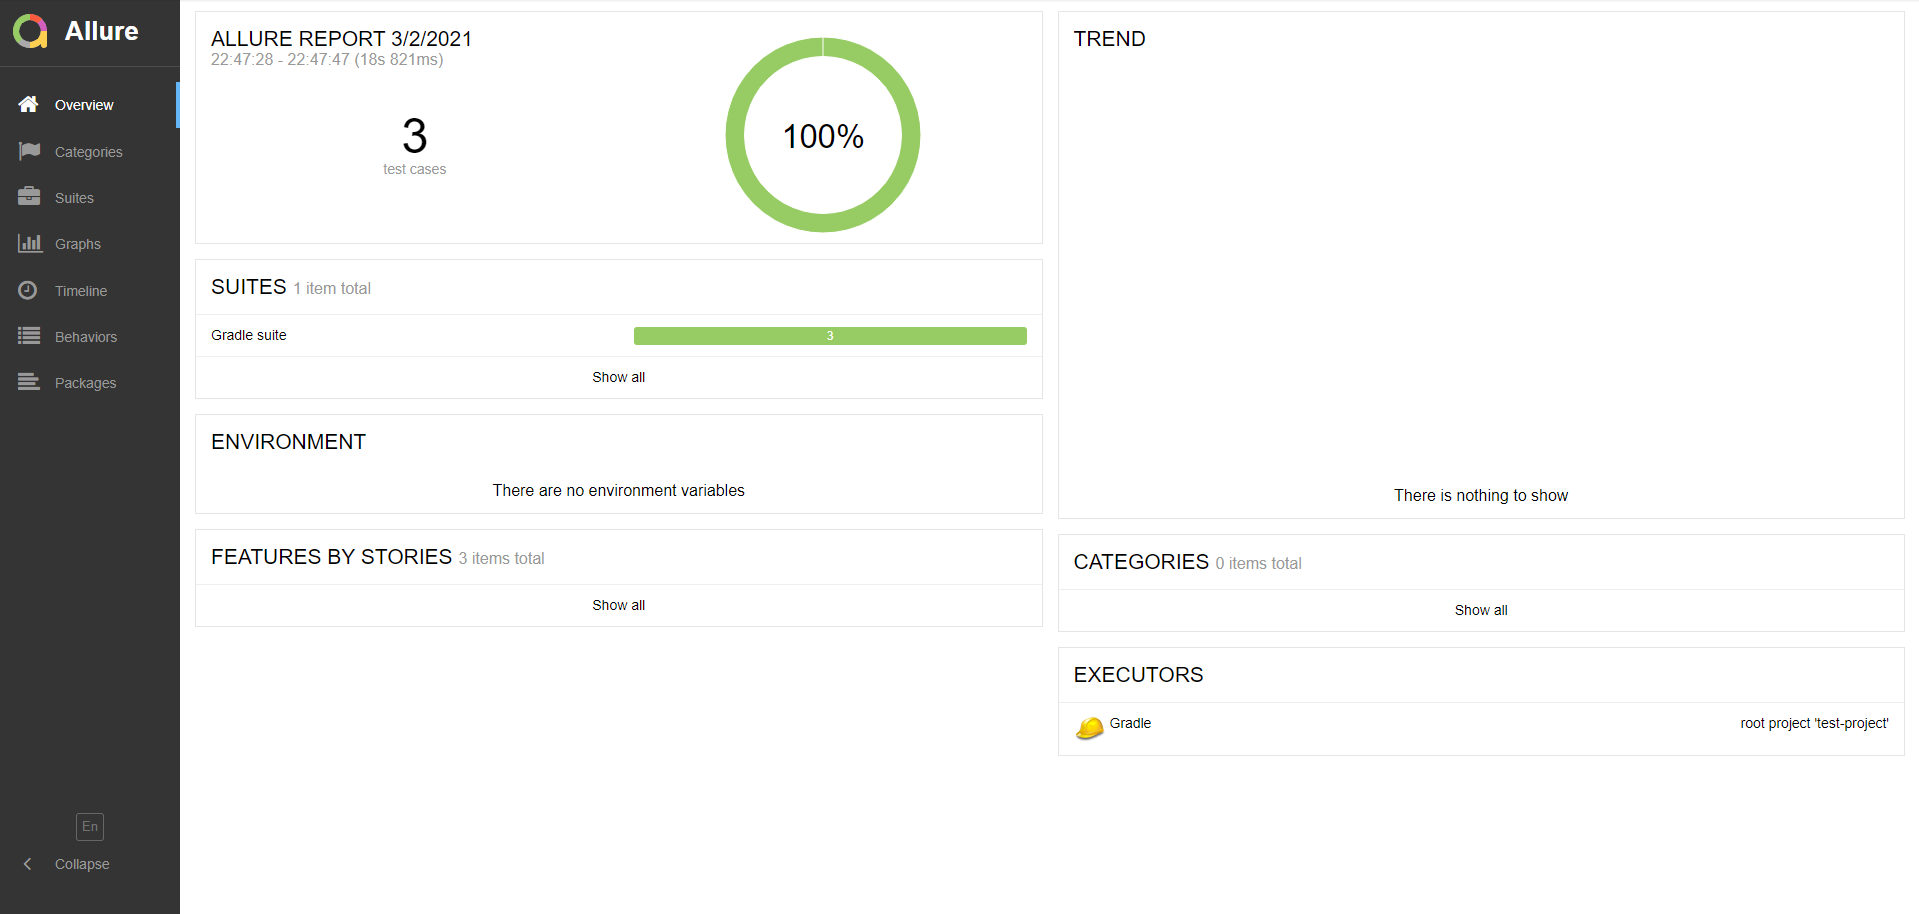 Allure
Overview
Categories
Suites
Graphs
Timeline
Behaviors
Packages
En
Collapse
ALLURE REPORT 3/2/2021
22:47:28 - 22:47:47 (18s 821ms)
3
test cases
100%
SUITES 1 item total
Gradle suite 3
Show all
ENVIRONMENT
There are no environment variables
FEATURES BY STORIES 3 items total
Show all
TREND
There is nothing to show
CATEGORIES 0 items total
Show all
EXECUTORS
Gradle root project 'test-project'